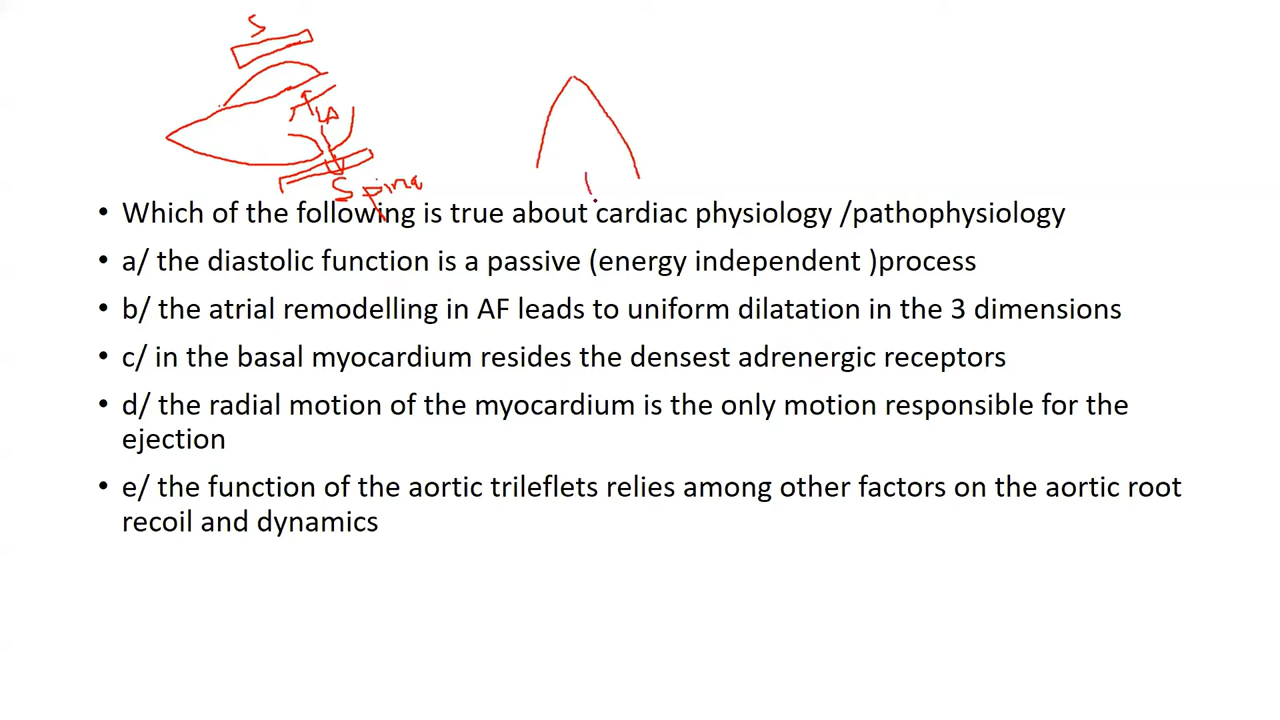 S
LA
Spine
• Which of the following is true about cardiac physiology /pathophysiology
• a/ the diastolic function is a passive (energy independent )process
• b/ the atrial remodelling in AF leads to uniform dilatation in the 3 dimensions
• c/ in the basal myocardium resides the densest adrenergic receptors
• d/ the radial motion of the myocardium is the only motion responsible for the
ejection
• e/ the function of the aortic trileflets relies among other factors on the aortic root
recoil and dynamics